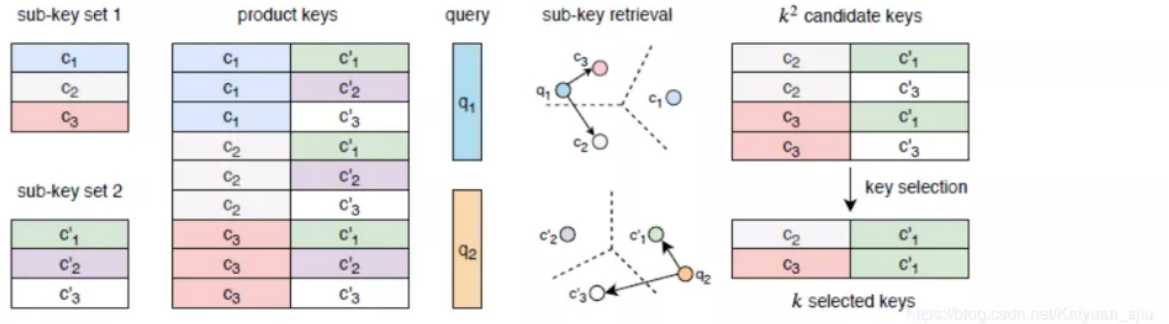 sub-key set 1
c1
c2
c3
sub-key set 2
c'1
c'2
c'3
product keys
c1 c'1
c1 c'2
c1 c'3
c2 c'1
c2 c'2
c2 c'3
c3 c'1
c3 c'2
c3 c'3
query
q1
q2
sub-key retrieval
c3
q1
c1
c2
c'2
c'1
q2
c'3
k² candidate keys
c2 c'1
c2 c'3
c3 c'1
c3 c'3
key selection
c2 c'1
c3 c'1
k selected keys
https://blog.csdn.net/Kaiyuan_sjtu